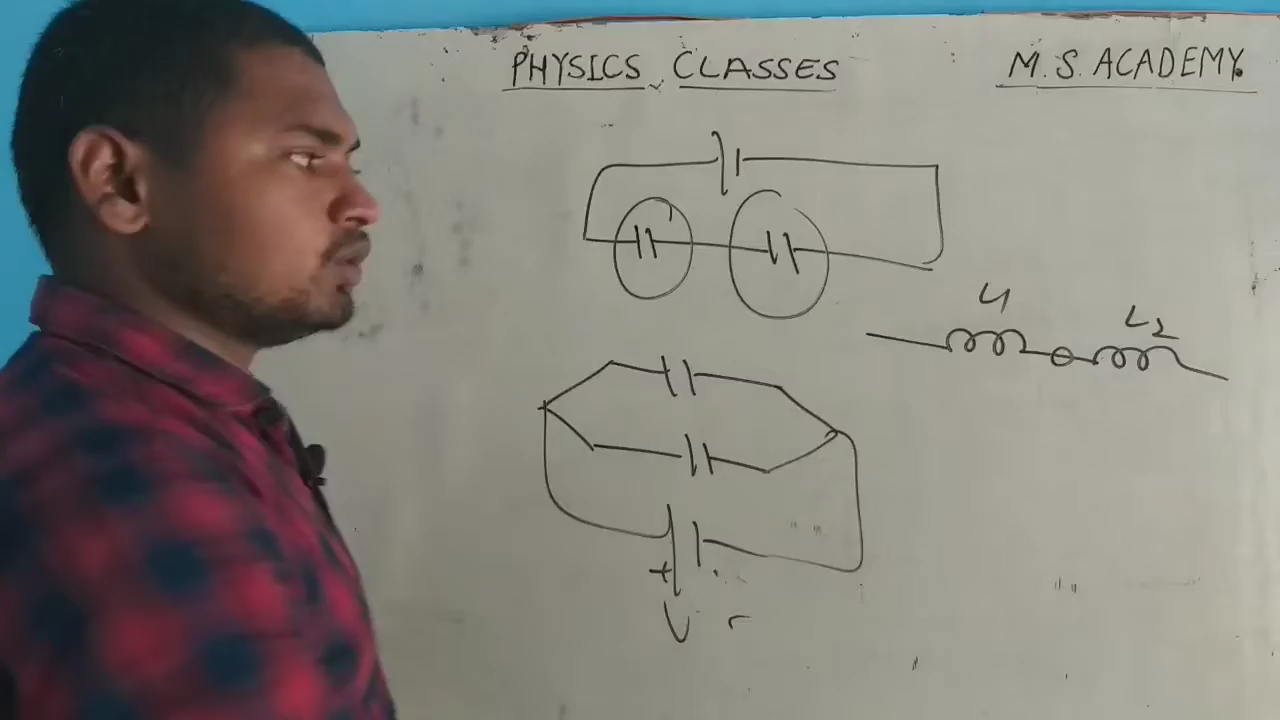 PHYSICS CLASSES
M. S. ACADEMY.
L1
L2
+
V r